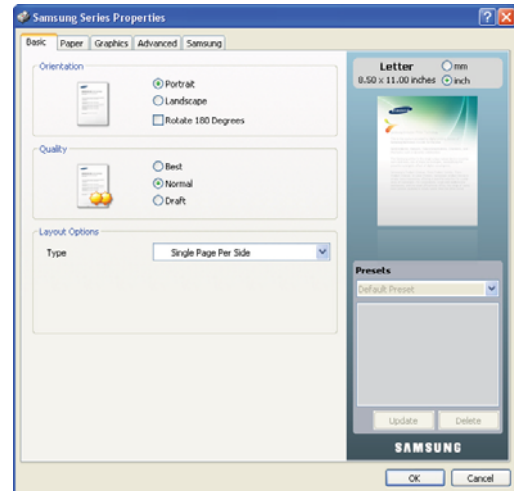 Samsung Series Properties
Basic Paper Graphics Advanced Samsung
Orientation
Portrait
Landscape
Rotate 180 Degrees
Quality
Best
Normal
Draft
Layout Options
Type Single Page Per Side
Letter mm
8.50 x 11.00 inches inch
Presets
Default Preset
Update Delete
SAMSUNG
OK Cancel